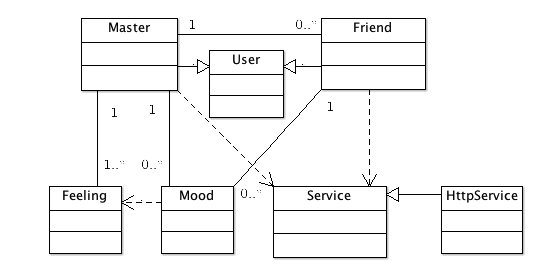 Master
1
0..*
Friend
User
1
1
1
1..*
0..*
0..*
Feeling
Mood
Service
HttpService